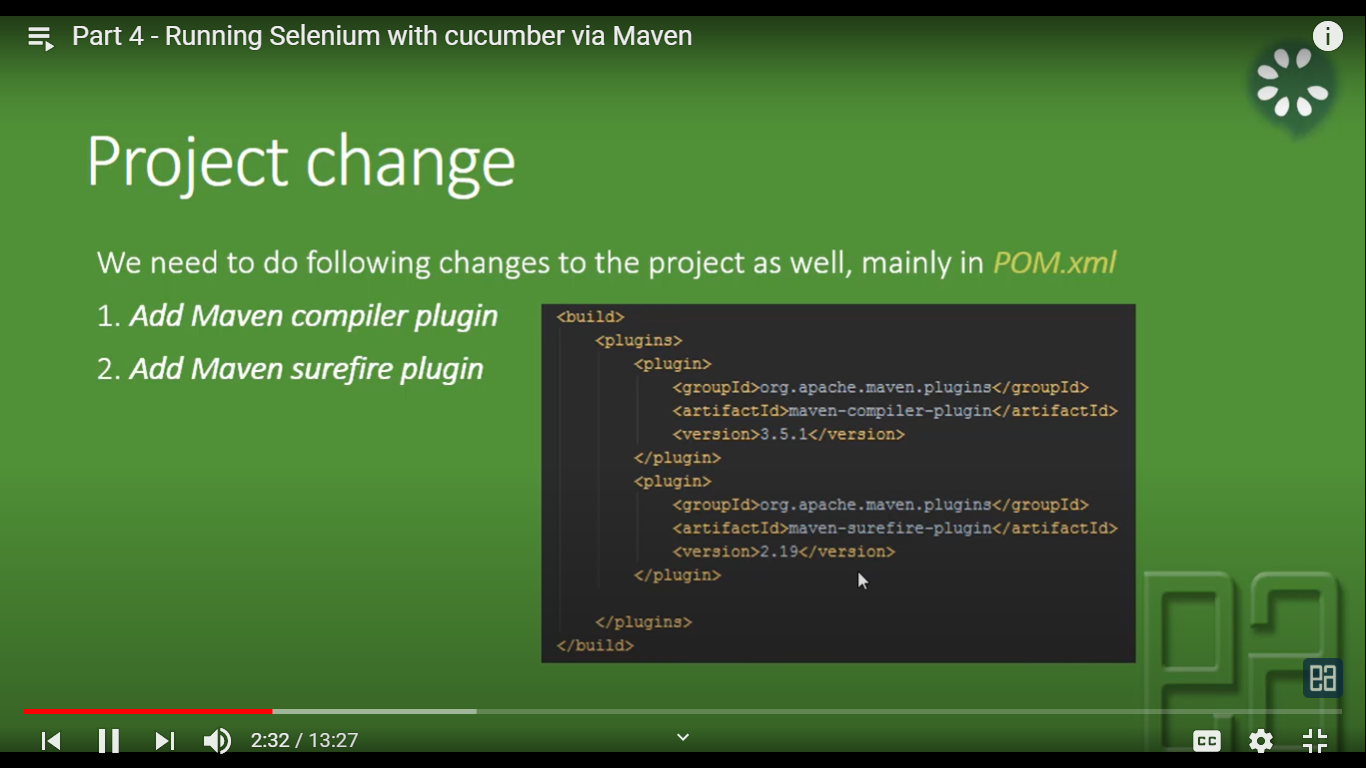 Part 4 - Running Selenium with cucumber via Maven
i
Project change
We need to do following changes to the project as well, mainly in POM.xml
1. Add Maven compiler plugin
2. Add Maven surefire plugin
<build>
<plugins>
<plugin>
<groupId>org.apache.maven.plugins</groupId>
<artifactId>maven-compiler-plugin</artifactId>
<version>3.5.1</version>
</plugin>
<plugin>
<groupId>org.apache.maven.plugins</groupId>
<artifactId>maven-surefire-plugin</artifactId>
<version>2.19</version>
</plugin>
</plugins>
</build>
2:32 / 13:27
CC